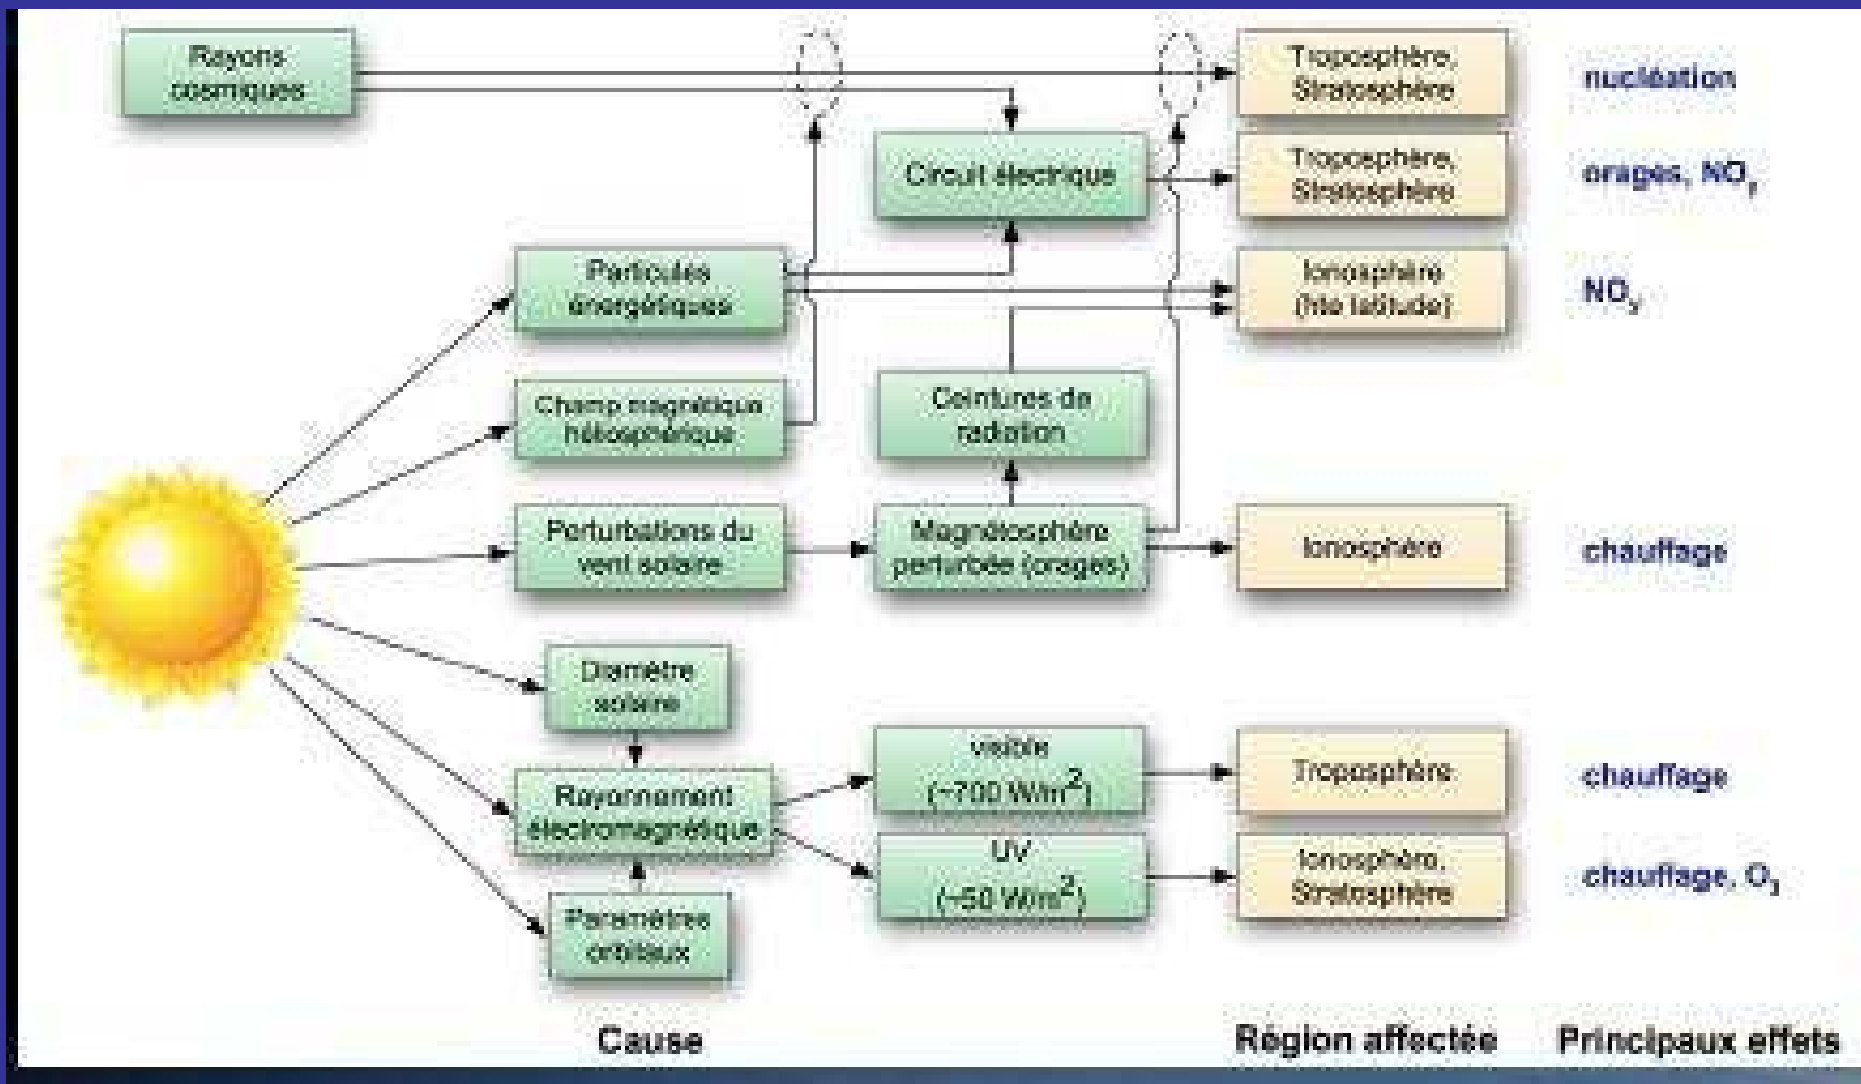 Rayons
cosmiques
Troposphère,
Stratosphère
nucléation
Circuit électrique
Troposphère,
Stratosphère
orages, NOy
Particules
énergétiques
Ionosphère
(hte latitude)
NOy
Champ magnétique
héliosphérique
Ceintures de
radiation
Perturbations du
vent solaire
Magnétosphère
perturbée (orages)
Ionosphère
chauffage
Diamètre
solaire
visible
(~700 W/m²)
Troposphère
chauffage
Rayonnement
électromagnétique
UV
(~50 W/m²)
Ionosphère,
Stratosphère
chauffage, O₃
Paramètres
orbitaux
Cause
Région affectée
Principaux effets